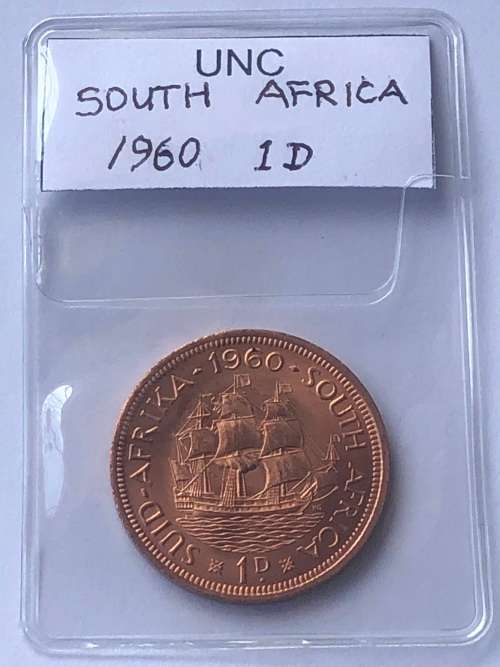 UNC
SOUTH AFRICA
1960 1D
SUID-AFRIKA · 1960 · SOUTH AFRICA
1D.